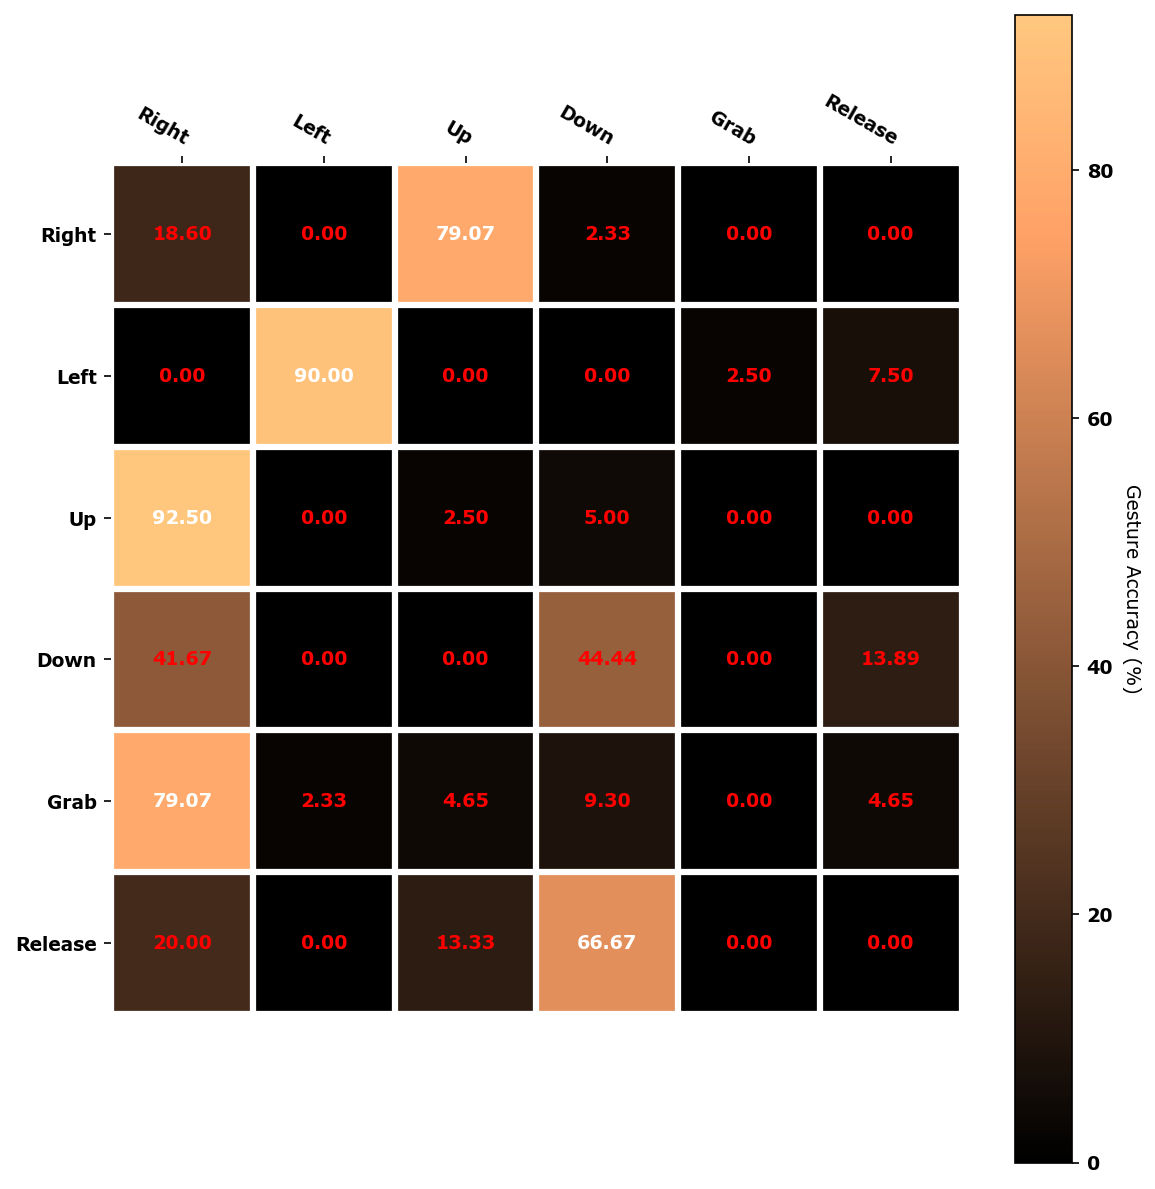 Right Left Up Down Grab Release
Right 18.60 0.00 79.07 2.33 0.00 0.00
Left 0.00 90.00 0.00 0.00 2.50 7.50
Up 92.50 0.00 2.50 5.00 0.00 0.00
Down 41.67 0.00 0.00 44.44 0.00 13.89
Grab 79.07 2.33 4.65 9.30 0.00 4.65
Release 20.00 0.00 13.33 66.67 0.00 0.00
80
60
40
20
0
Gesture Accuracy (%)